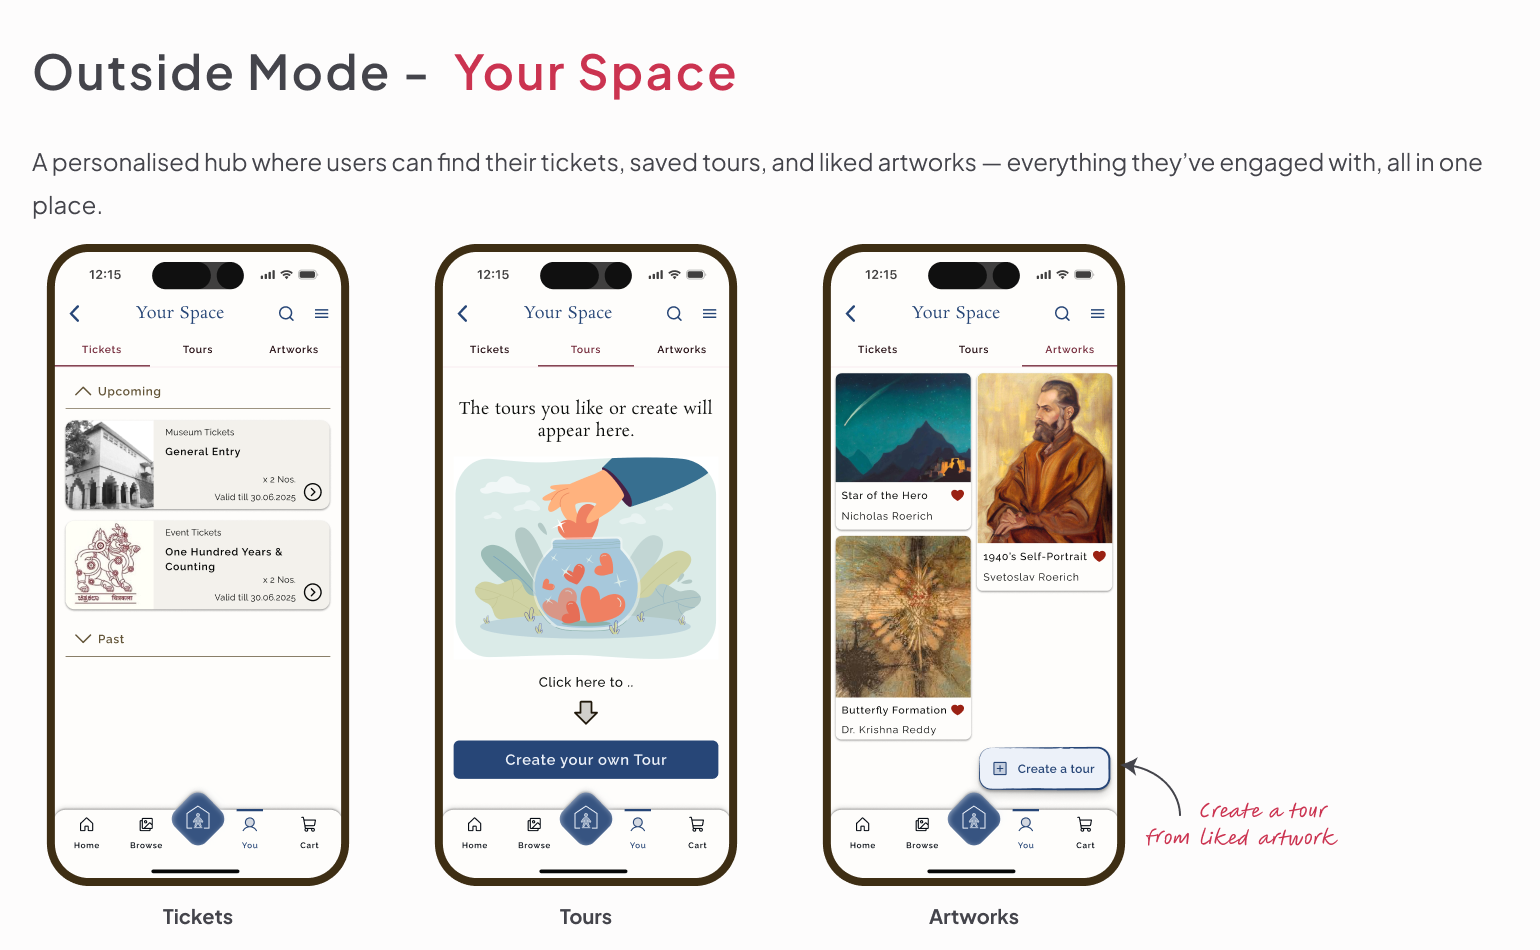 Outside Mode – Your Space
A personalised hub where users can find their tickets, saved tours, and liked artworks — everything they’ve engaged with, all in one
place.
12:15
Your Space
Tickets Tours Artworks
Upcoming
Museum Tickets
General Entry
x 2 Nos.
Valid till 30.06.2025
Event Tickets
One Hundred Years &
Counting
x 2 Nos.
Valid till 30.06.2025
Past
Home Browse You Cart
Tickets
12:15
Your Space
Tickets Tours Artworks
The tours you like or create will
appear here.
Click here to ..
Create your own Tour
Home Browse You Cart
Tours
12:15
Your Space
Tickets Tours Artworks
Star of the Hero
Nicholas Roerich
1940’s Self-Portrait
Svetoslav Roerich
Butterfly Formation
Dr. Krishna Reddy
Create a tour
Home Browse You Cart
Artworks
Create a tour
from liked artwork